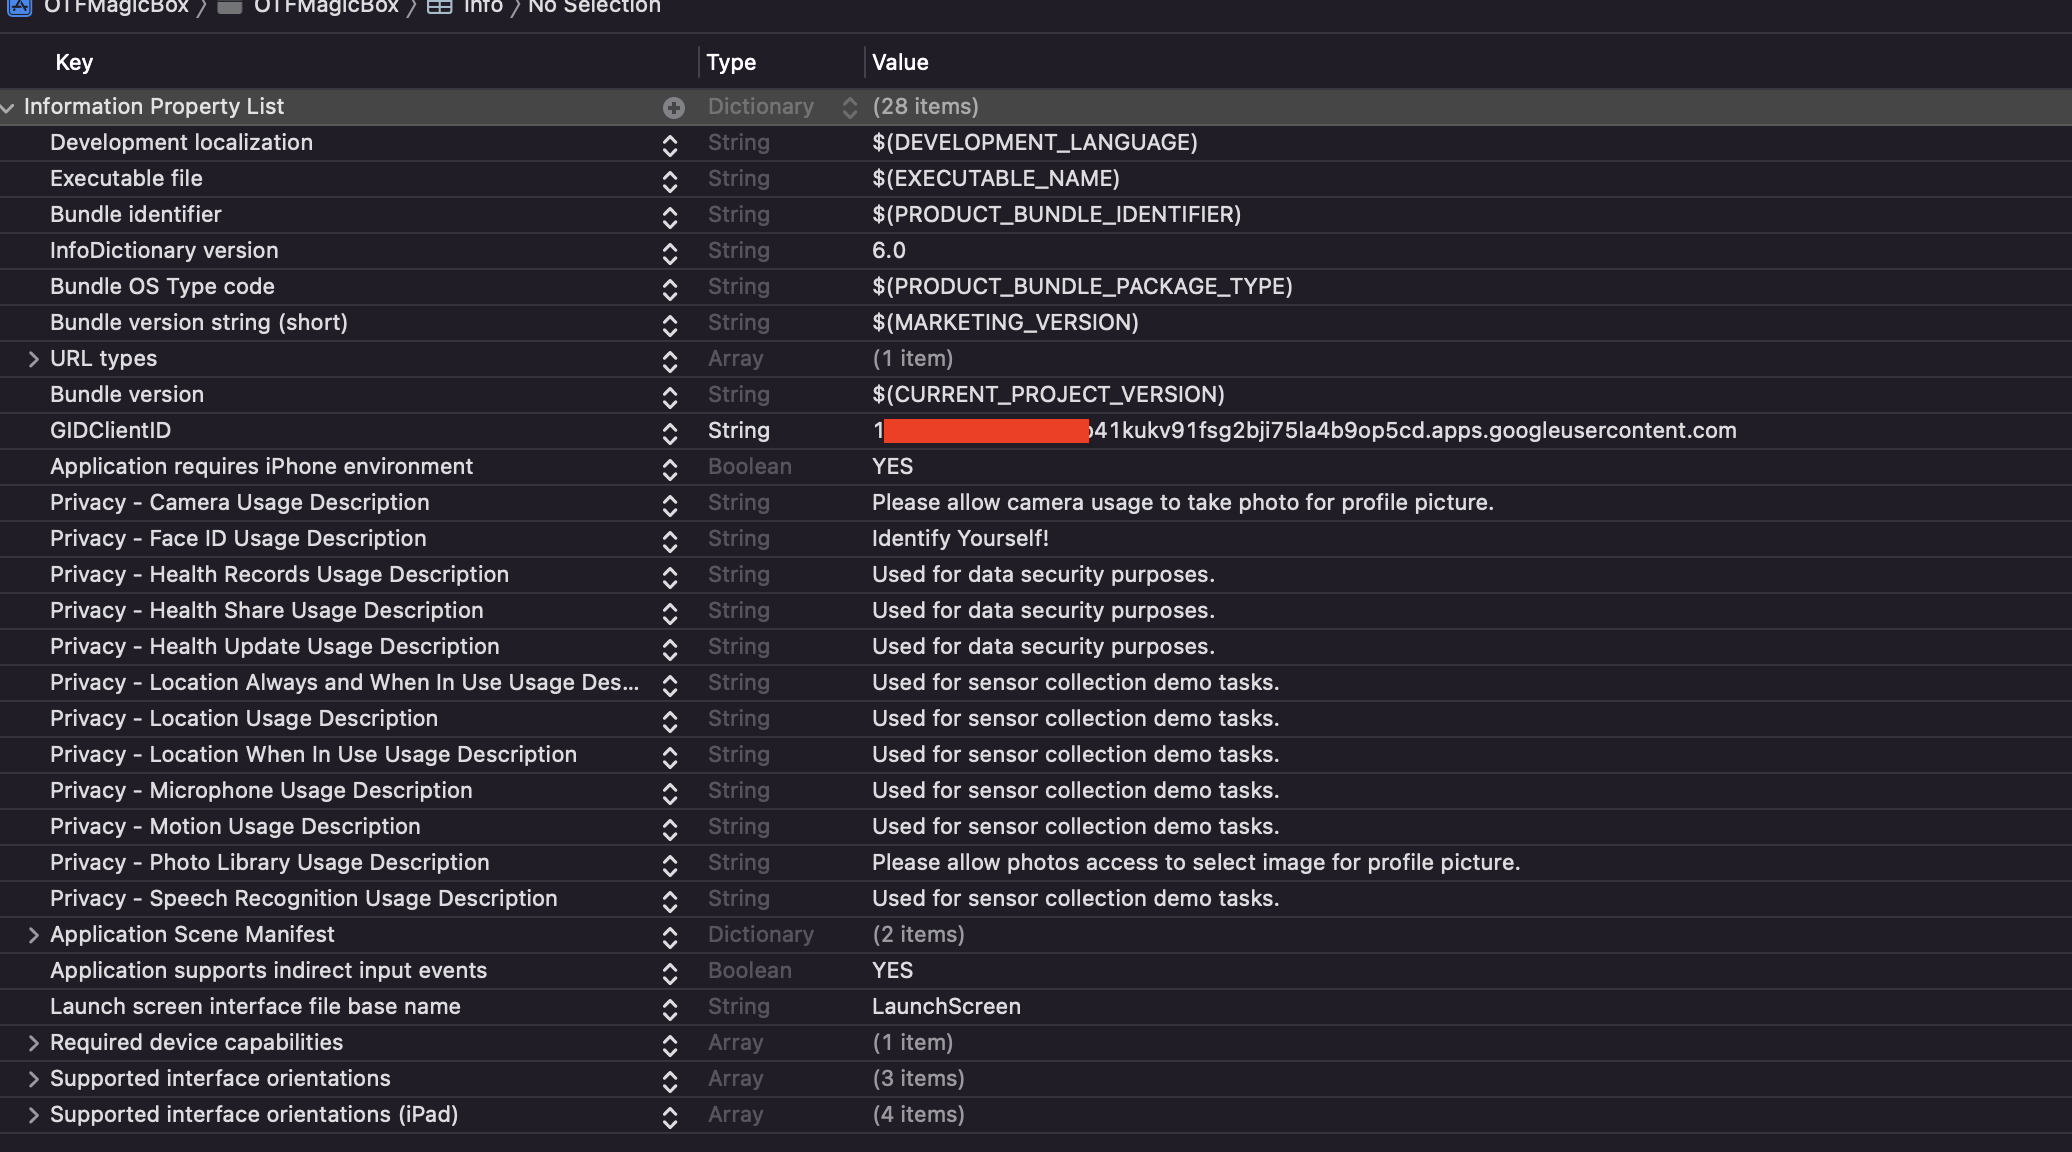 OTFMagicBox OTFMagicBox Info No Selection
Key Type Value
Information Property List Dictionary (28 items)
Development localization String $(DEVELOPMENT_LANGUAGE)
Executable file String $(EXECUTABLE_NAME)
Bundle identifier String $(PRODUCT_BUNDLE_IDENTIFIER)
InfoDictionary version String 6.0
Bundle OS Type code String $(PRODUCT_BUNDLE_PACKAGE_TYPE)
Bundle version string (short) String $(MARKETING_VERSION)
URL types Array (1 item)
Bundle version String $(CURRENT_PROJECT_VERSION)
GIDClientID String 1 41kukv91fsg2bji75la4b9op5cd.apps.googleusercontent.com
Application requires iPhone environment Boolean YES
Privacy - Camera Usage Description String Please allow camera usage to take photo for profile picture.
Privacy - Face ID Usage Description String Identify Yourself!
Privacy - Health Records Usage Description String Used for data security purposes.
Privacy - Health Share Usage Description String Used for data security purposes.
Privacy - Health Update Usage Description String Used for data security purposes.
Privacy - Location Always and When In Use Usage Des... String Used for sensor collection demo tasks.
Privacy - Location Usage Description String Used for sensor collection demo tasks.
Privacy - Location When In Use Usage Description String Used for sensor collection demo tasks.
Privacy - Microphone Usage Description String Used for sensor collection demo tasks.
Privacy - Motion Usage Description String Used for sensor collection demo tasks.
Privacy - Photo Library Usage Description String Please allow photos access to select image for profile picture.
Privacy - Speech Recognition Usage Description String Used for sensor collection demo tasks.
Application Scene Manifest Dictionary (2 items)
Application supports indirect input events Boolean YES
Launch screen interface file base name String LaunchScreen
Required device capabilities Array (1 item)
Supported interface orientations Array (3 items)
Supported interface orientations (iPad) Array (4 items)